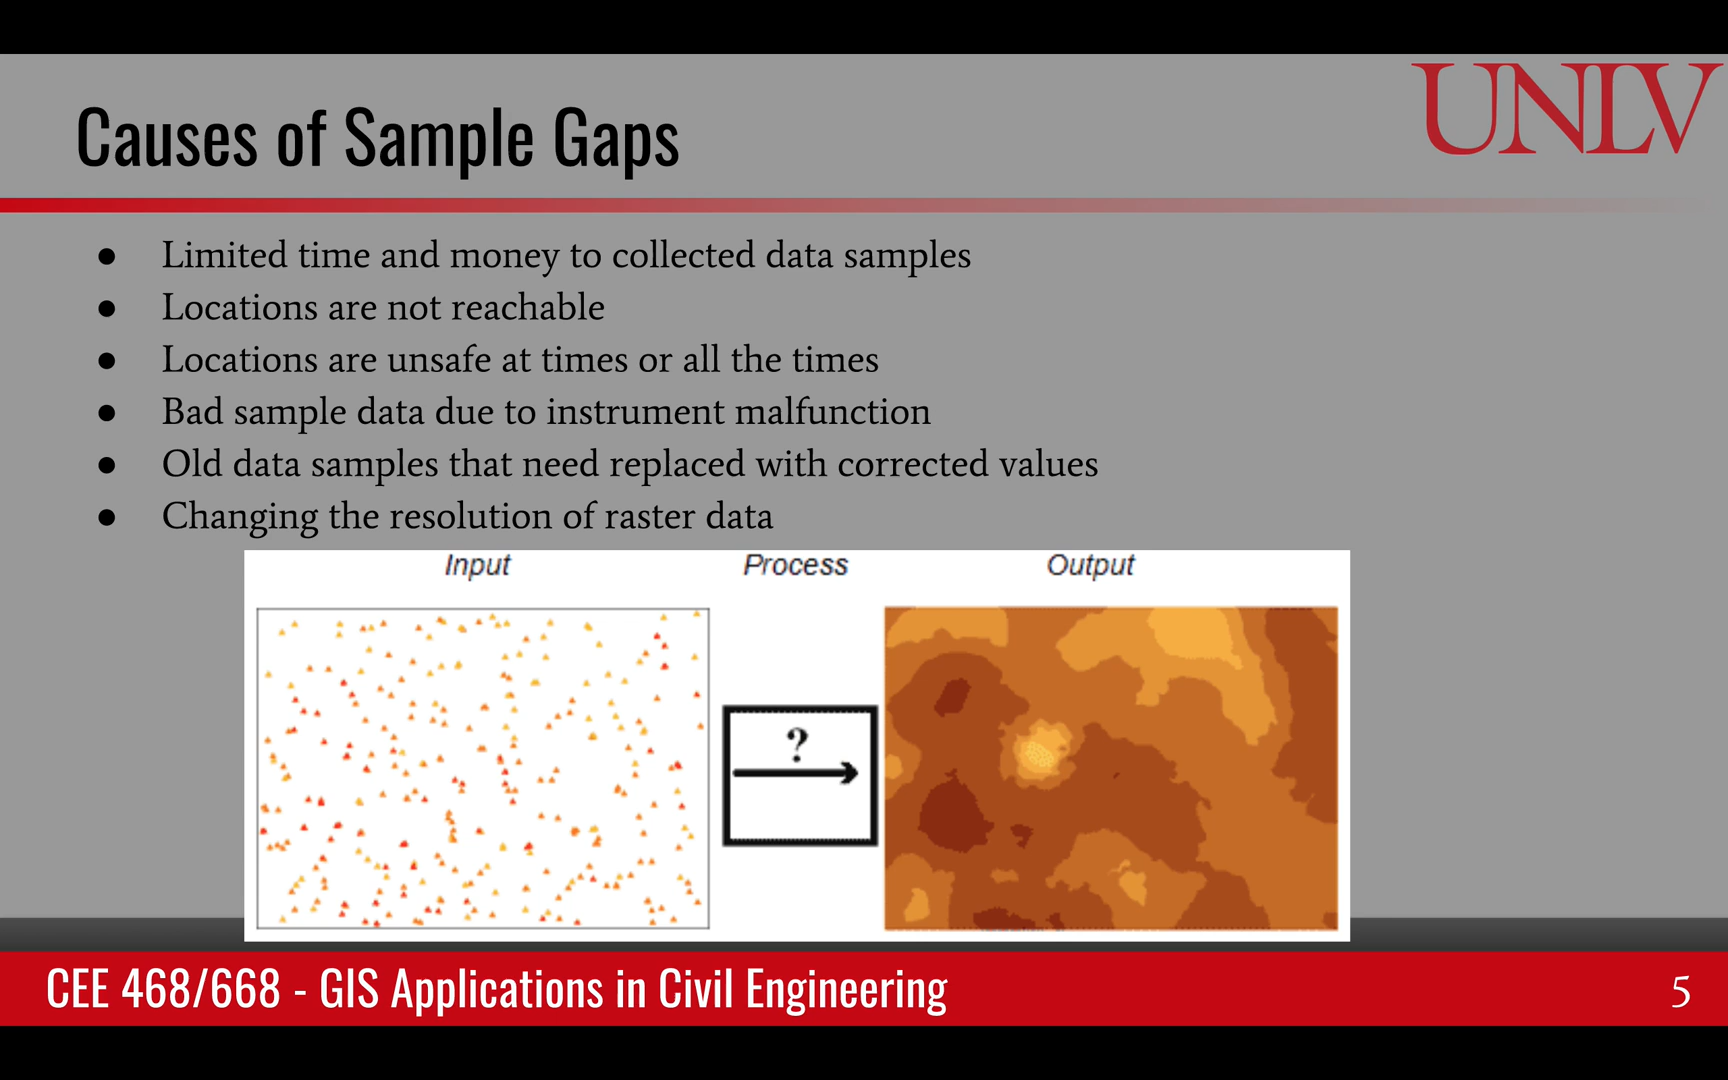 UNLV
Causes of Sample Gaps
● Limited time and money to collected data samples
● Locations are not reachable
● Locations are unsafe at times or all the times
● Bad sample data due to instrument malfunction
● Old data samples that need replaced with corrected values
● Changing the resolution of raster data
Input Process Output
?
CEE 468/668 - GIS Applications in Civil Engineering 5